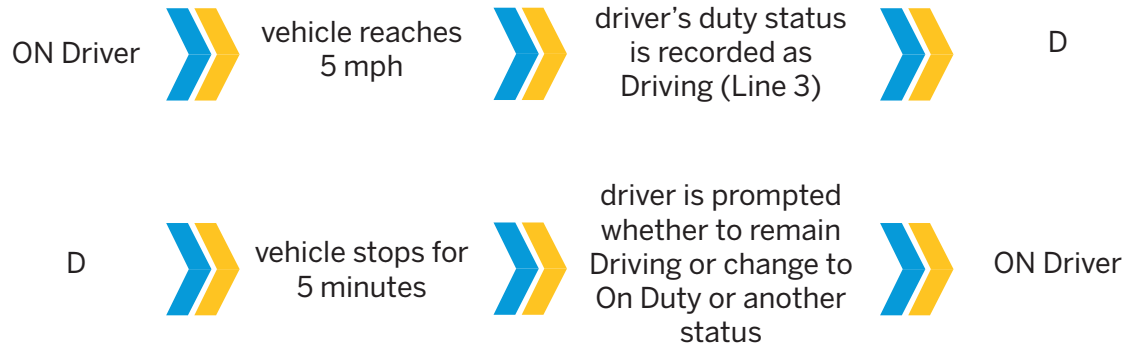 ON Driver
vehicle reaches
5 mph
driver’s duty status
is recorded as
Driving (Line 3)
D
D
vehicle stops for
5 minutes
driver is prompted
whether to remain
Driving or change to
On Duty or another
status
ON Driver